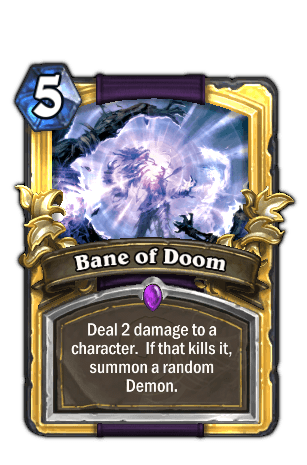 5
Bane of Doom
Deal 2 damage to a
character. If that kills it,
summon a random
Demon.